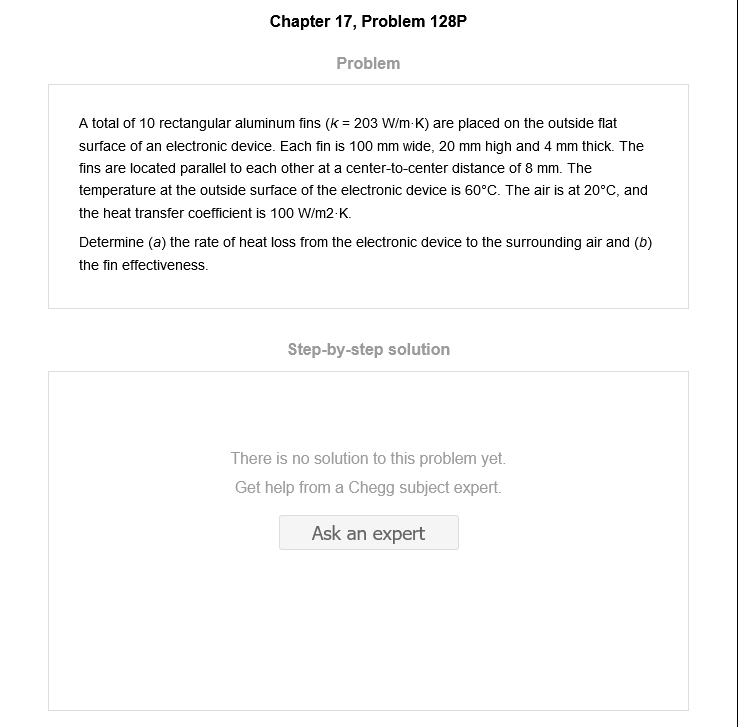 Chapter 17, Problem 128P
Problem
A total of 10 rectangular aluminum fins (k = 203 W/m·K) are placed on the outside flat
surface of an electronic device. Each fin is 100 mm wide, 20 mm high and 4 mm thick. The
fins are located parallel to each other at a center-to-center distance of 8 mm. The
temperature at the outside surface of the electronic device is 60°C. The air is at 20°C, and
the heat transfer coefficient is 100 W/m2·K.
Determine (a) the rate of heat loss from the electronic device to the surrounding air and (b)
the fin effectiveness.
Step-by-step solution
There is no solution to this problem yet.
Get help from a Chegg subject expert.
Ask an expert